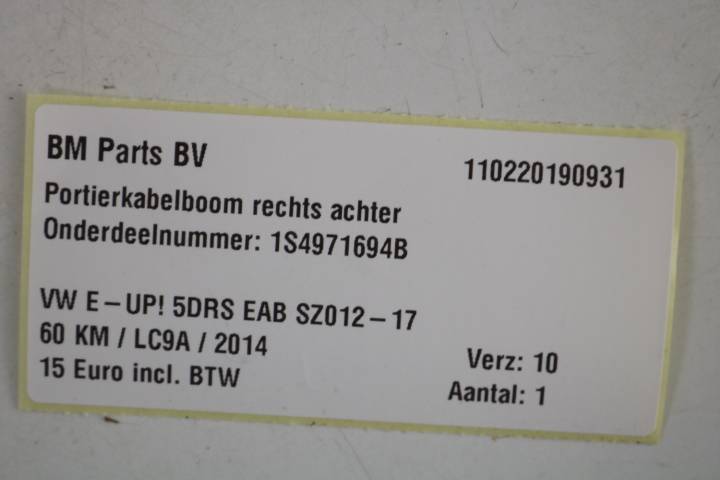 BM Parts BV 110220190931
Portierkabelboom rechts achter
Onderdeelnummer: 1S4971694B
VW E-UP! 5DRS EAB SZ012-17
60 KM / LC9A / 2014
15 Euro incl. BTW
Verz: 10
Aantal: 1